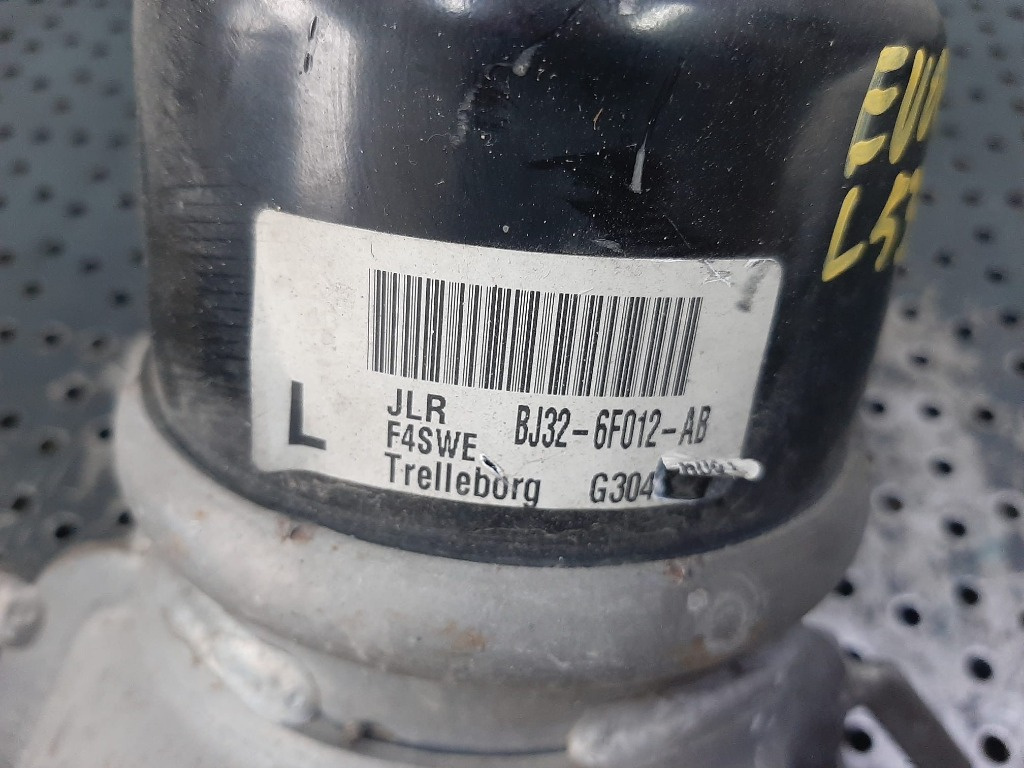 L
JLR
F4SWE BJ32-6F012-AB
Trelleborg G304